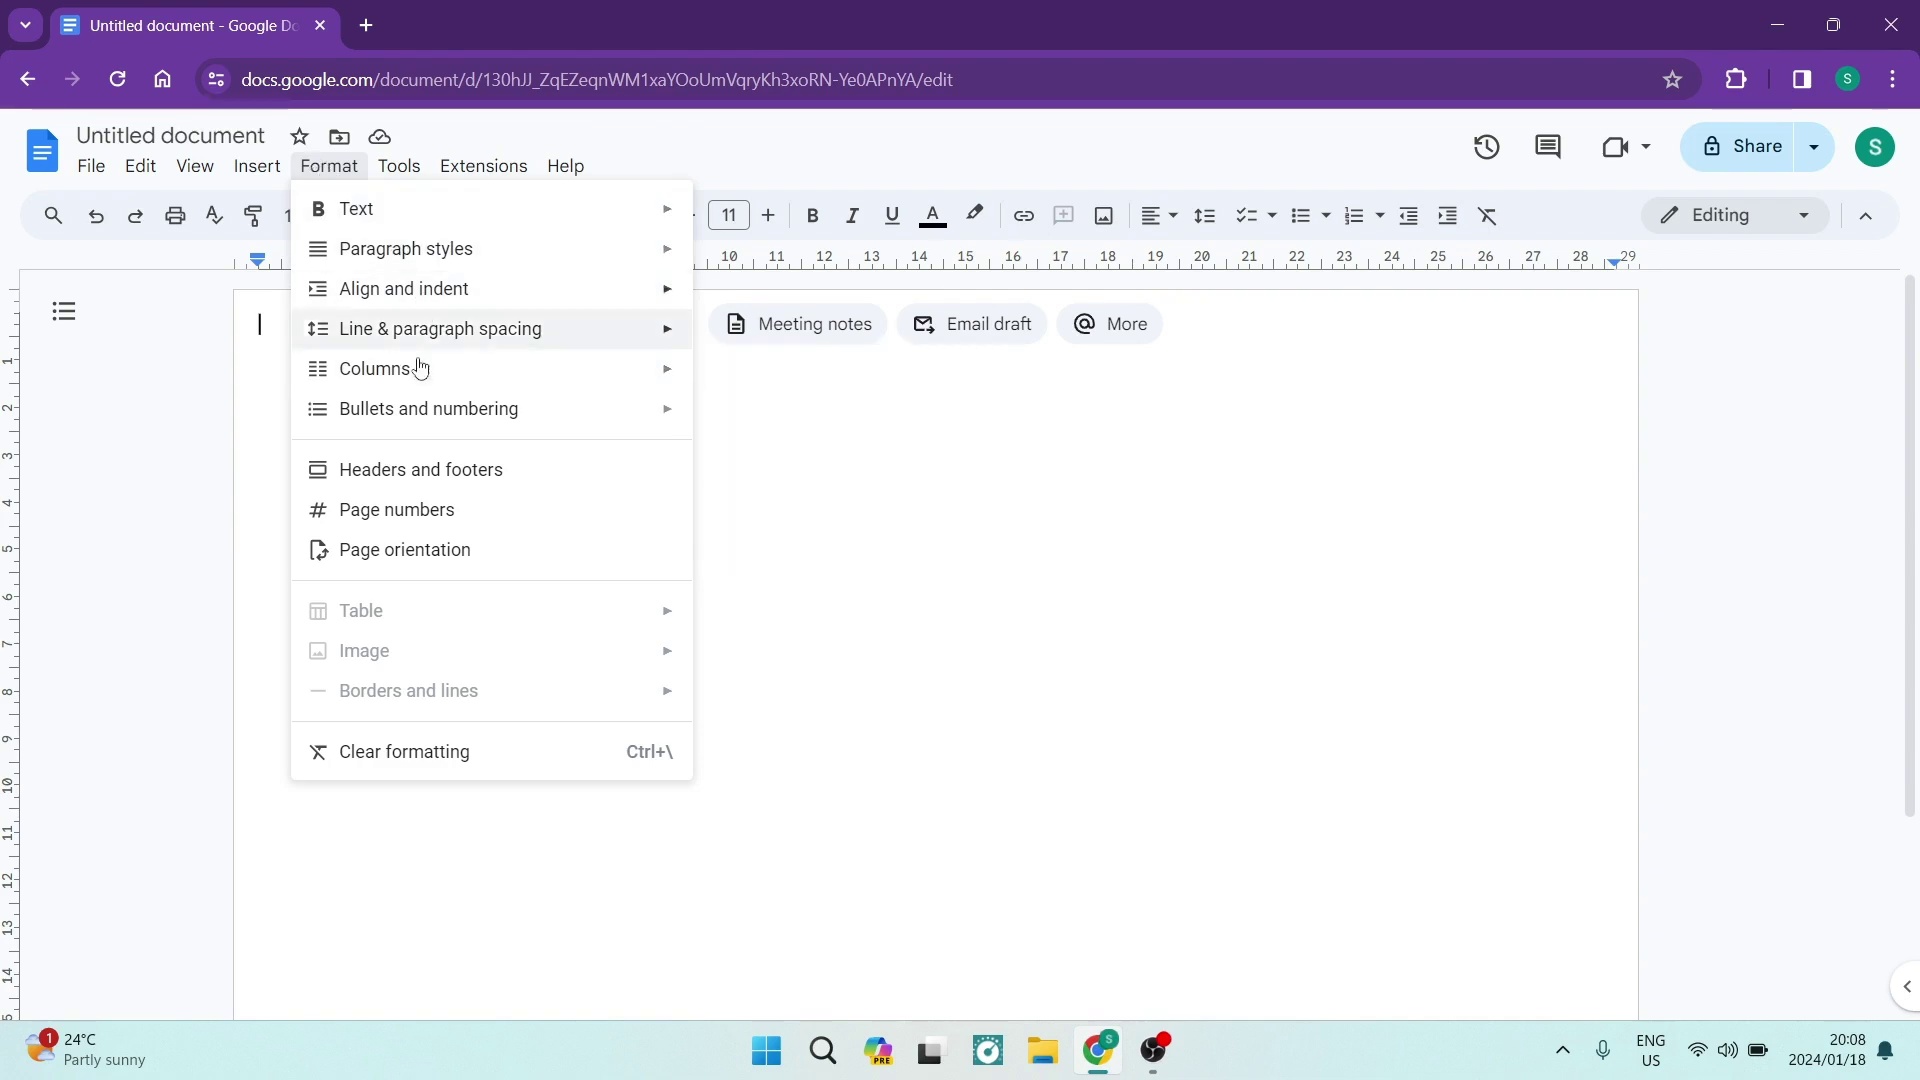 Untitled document - Google Do
docs.google.com/document/d/130hJJ_ZqEZeqnWM1xaYOoUmVqryKh3xoRN-Ye0APnYA/edit
S
Untitled document
File Edit View Insert Format Tools Extensions Help
Share
S
11
Editing
10 11 12 13 14 15 16 17 18 19 20 21 22 23 24 25 26 27 28 29
Text
Paragraph styles
Align and indent
Line & paragraph spacing
Columns
Bullets and numbering
Headers and footers
Page numbers
Page orientation
Table
Image
Borders and lines
Clear formatting Ctrl+\
Meeting notes Email draft More
1
2
3
4
5
6
7
8
9
10
11
12
13
14
1
24°C
Partly sunny
PRE
S
ENG
US
20:08
2024/01/18